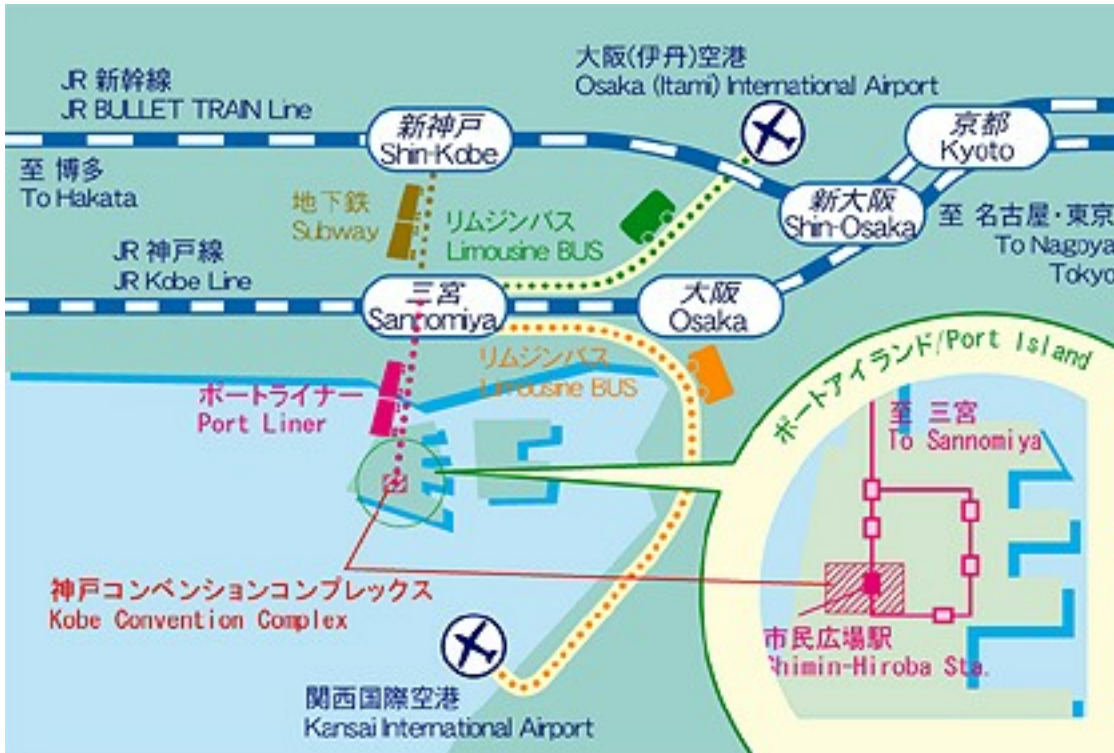 JR 新幹線
JR BULLET TRAIN Line
大阪(伊丹)空港
Osaka (Itami) International Airport
新神戸
Shin-Kobe
京都
Kyoto
至 博多
To Hakata
地下鉄
Subway
リムジンバス
Limousine BUS
新大阪
Shin-Osaka
至 名古屋・東京
To Nagoya
Tokyo
JR 神戸線
JR Kobe Line
三宮
Sannomiya
大阪
Osaka
リムジンバス
Limousine BUS
ポートライナー
Port Liner
ポートアイランド/Port Island
至 三宮
To Sannomiya
神戸コンベンションコンプレックス
Kobe Convention Complex
市民広場駅
Shimin-Hiroba Sta.
関西国際空港
Kansai International Airport